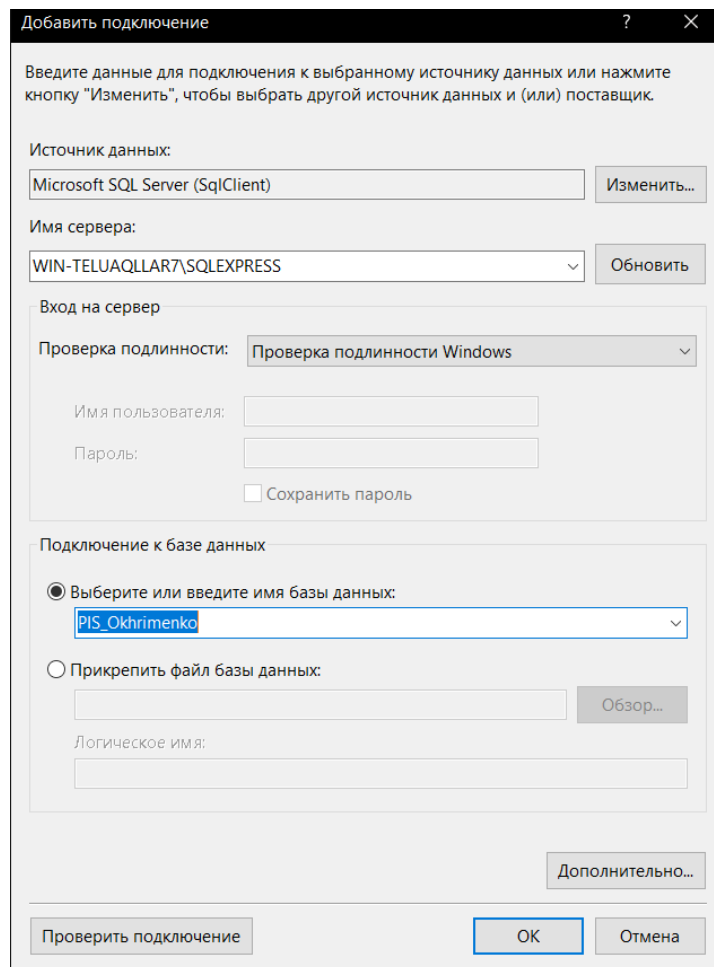 Добавить подключение ? X
Введите данные для подключения к выбранному источнику данных или нажмите
кнопку "Изменить", чтобы выбрать другой источник данных и (или) поставщик.
Источник данных:
Microsoft SQL Server (SqlClient) Изменить...
Имя сервера:
WIN-TELUAQLLAR7\SQLEXPRESS Обновить
Вход на сервер
Проверка подлинности: Проверка подлинности Windows
Имя пользователя:
Пароль:
Сохранить пароль
Подключение к базе данных
Выберите или введите имя базы данных:
PIS_Okhrimenko
Прикрепить файл базы данных:
Обзор...
Логическое имя:
Дополнительно...
Проверить подключение ОК Отмена